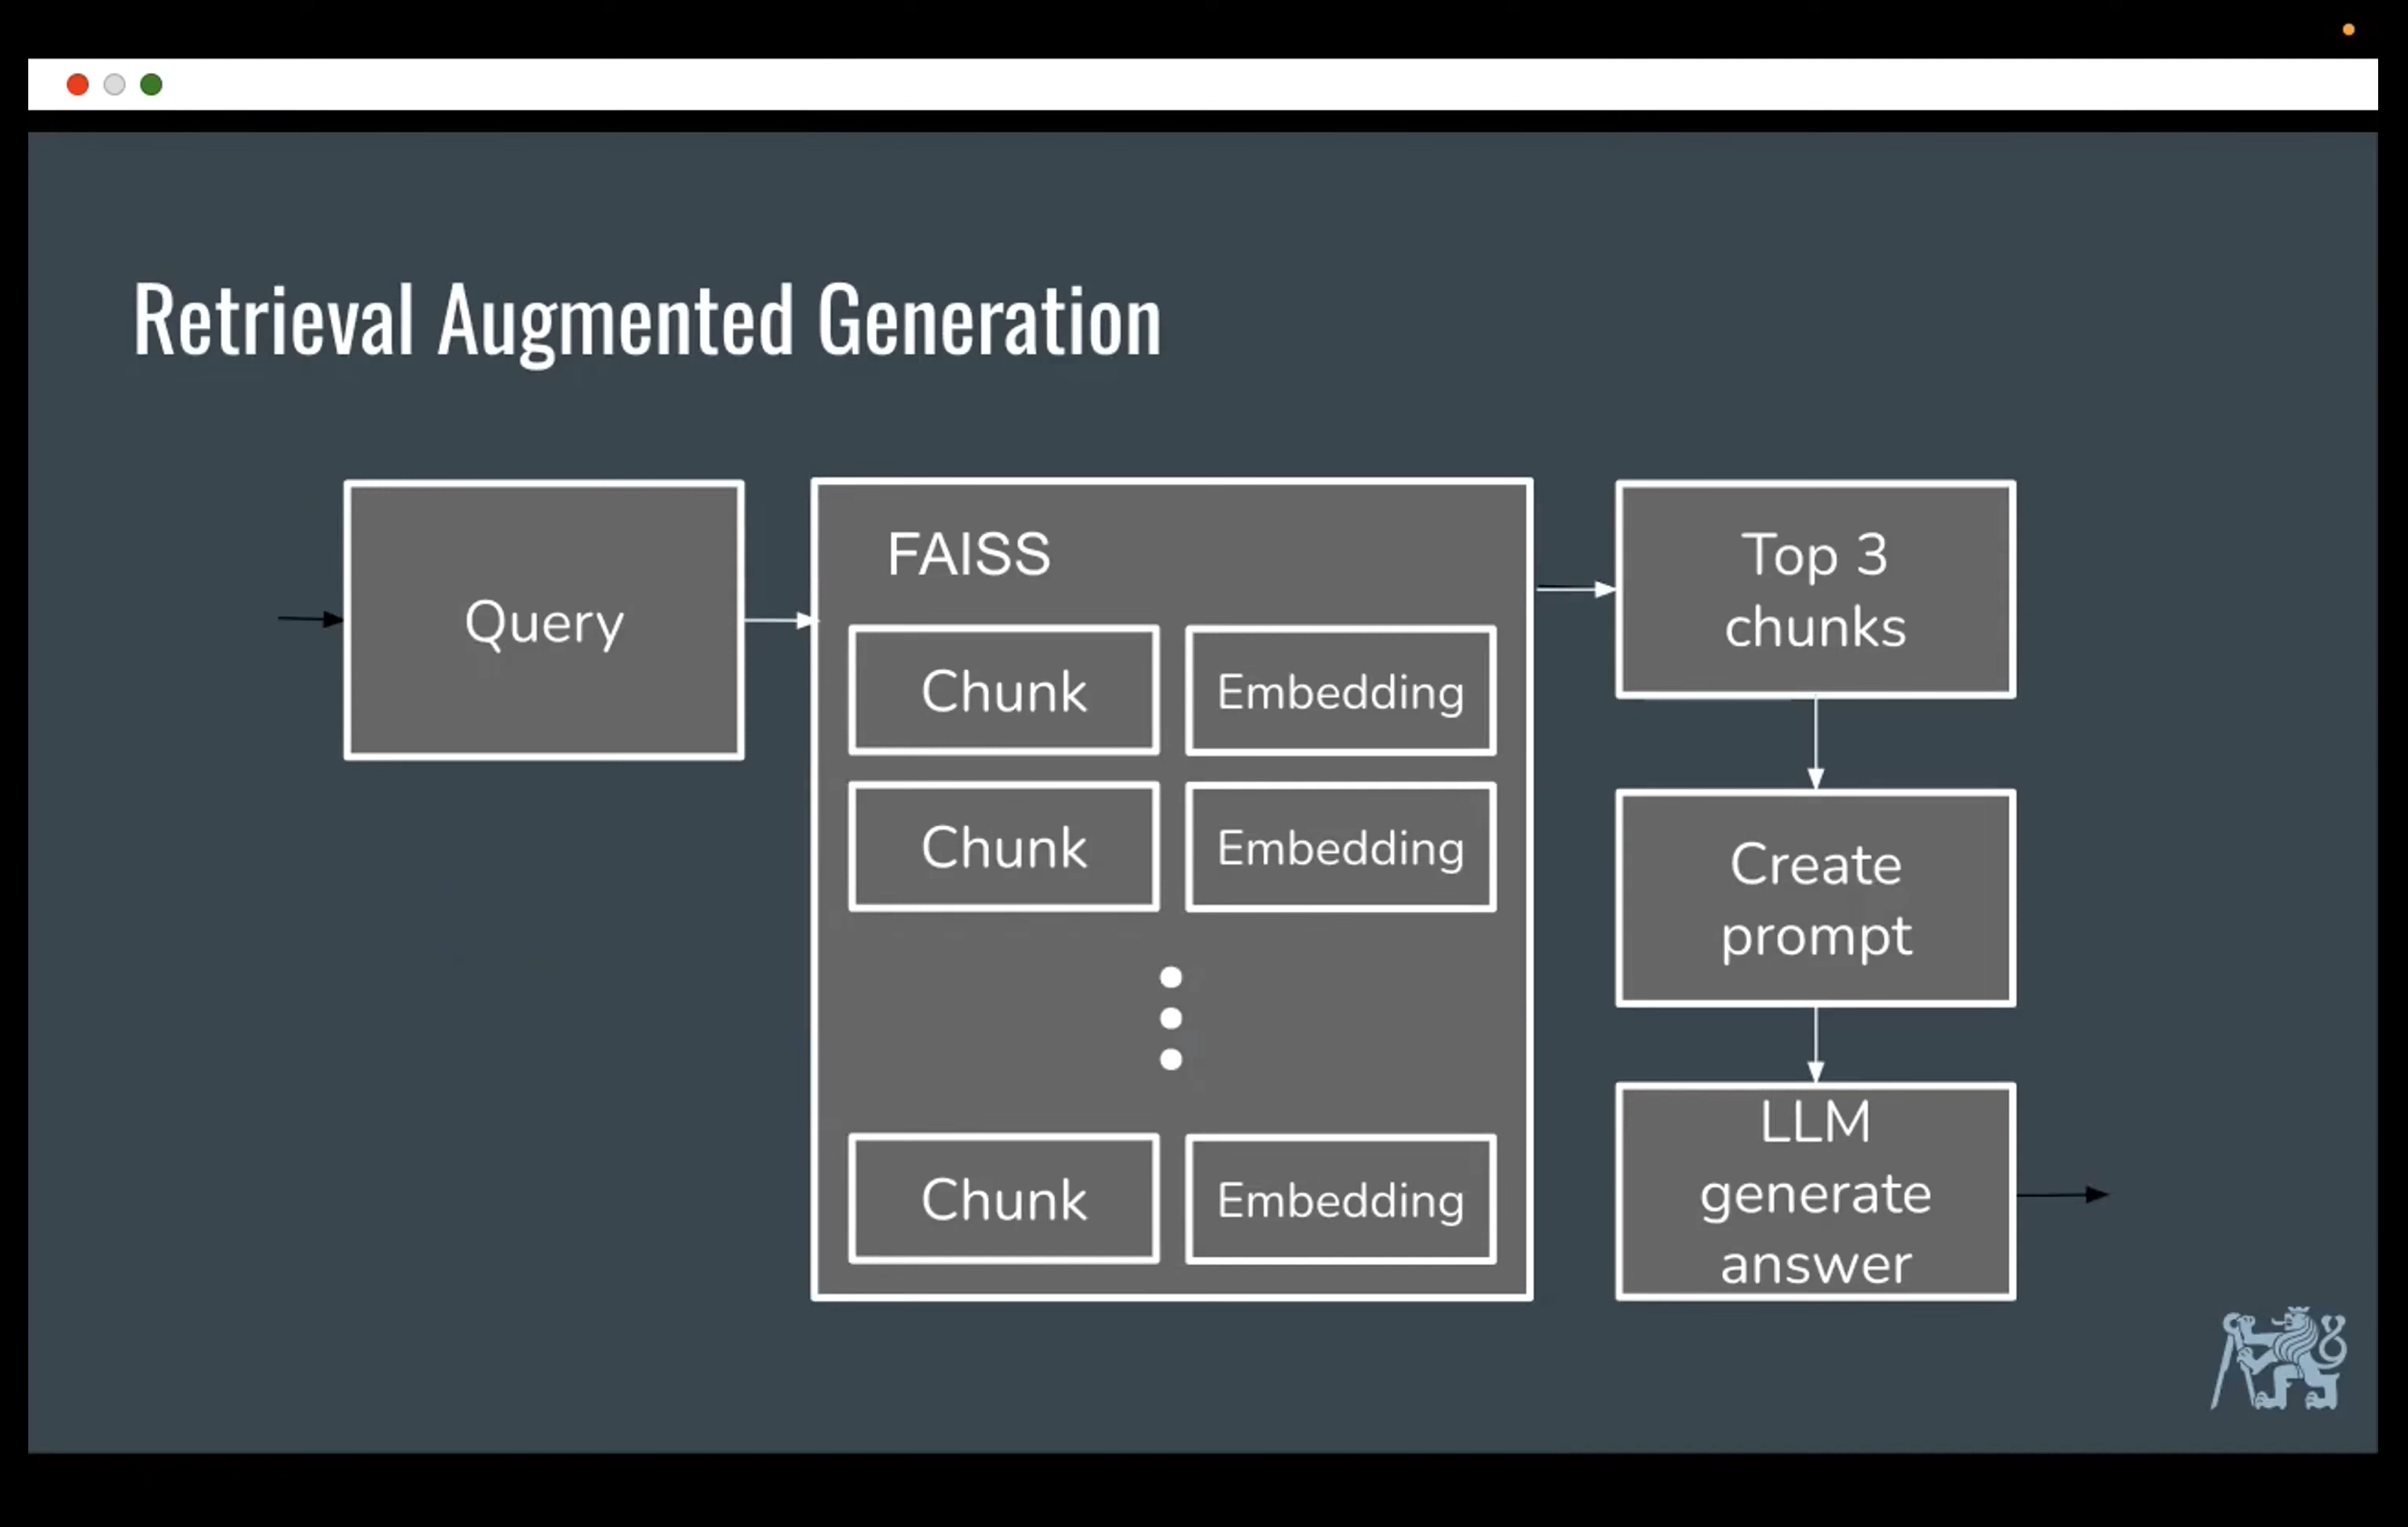 Retrieval Augmented Generation
Query
FAISS
Chunk
Embedding
Chunk
Embedding
Chunk
Embedding
Top 3
chunks
Create
prompt
LLM
generate
answer